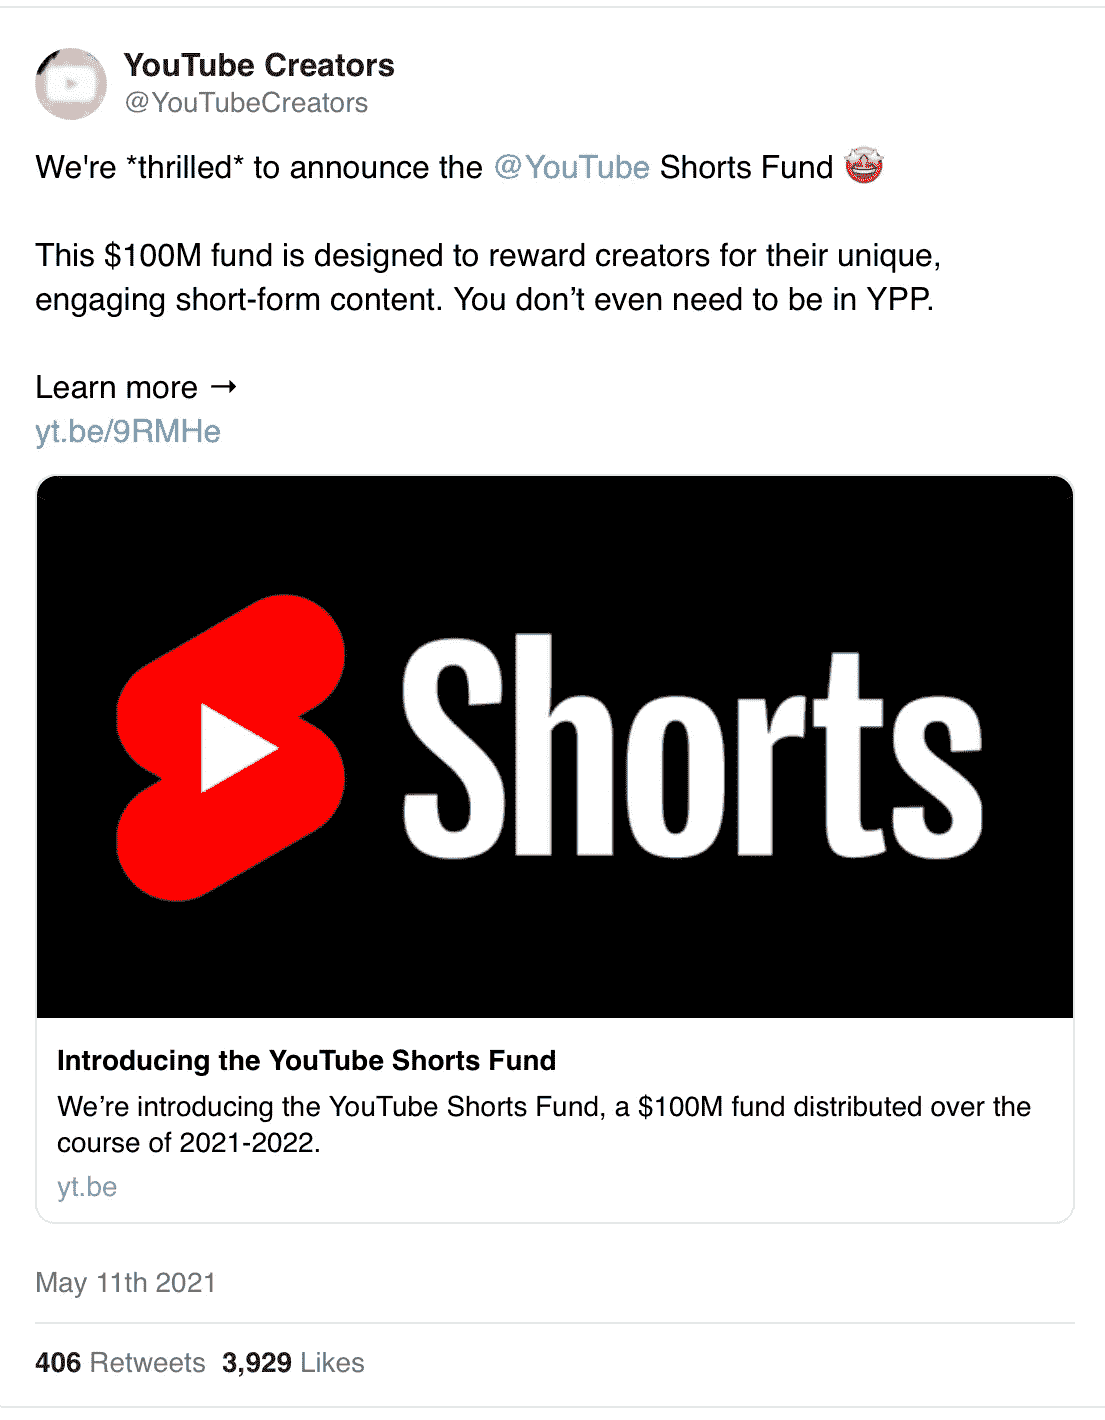 YouTube Creators
@YouTubeCreators
We're *thrilled* to announce the @YouTube Shorts Fund
This $100M fund is designed to reward creators for their unique,
engaging short-form content. You don’t even need to be in YPP.
Learn more →
yt.be/9RMHe
Shorts
Introducing the YouTube Shorts Fund
We’re introducing the YouTube Shorts Fund, a $100M fund distributed over the
course of 2021-2022.
yt.be
May 11th 2021
406 Retweets 3,929 Likes